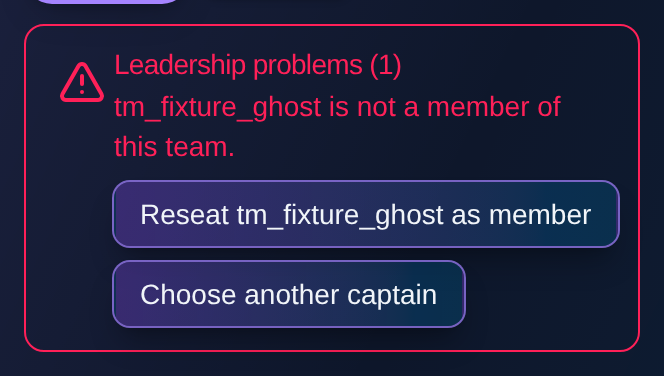 Leadership problems (1)
tm_fixture_ghost is not a member of
this team.
Reseat tm_fixture_ghost as member
Choose another captain